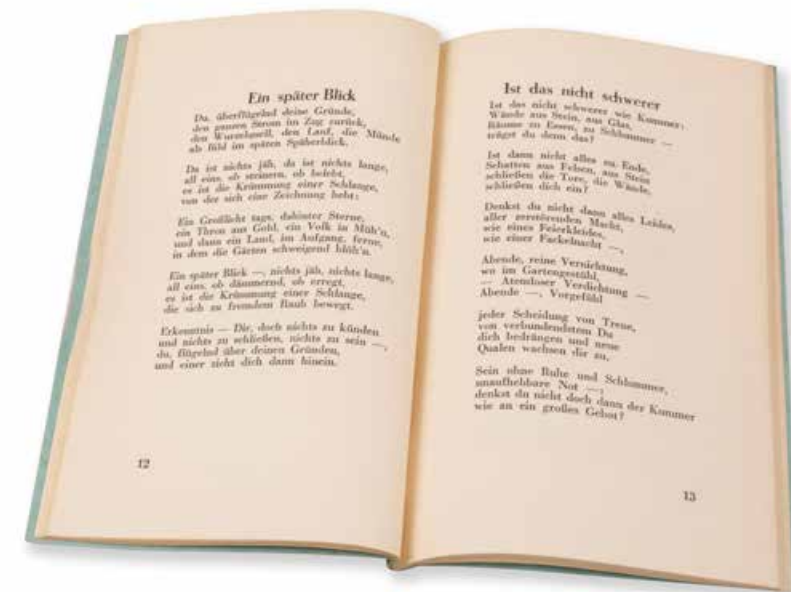 Ein später Blick
Du, überflügelnd deine Gründe,
den ganzen Strom im Zug zurück,
den Wurzelquell, den Lauf, die Münde
ab fühl im späten Späherblick.
Da ist nichts jäh, da ist nichts lange,
all eins, ob steinern, ob belebt,
es ist die Krümmung einer Schlange,
von der sich eine Zeichnung hebt:
Ein Großlicht tags, dahinter Sterne,
ein Thron aus Gold, ein Volk in Müh'n,
und dann ein Land, im Aufgang, ferne,
in dem die Gärten schweigend blüh'n.
Ein später Blick —, nichts jäh, nichts lange,
all eins, ob dämmernd, ob erregt,
es ist die Krümmung einer Schlange,
die sich zu fremdem Raub bewegt.
Erkenntnis — Dir, doch nichts zu künden
und nichts zu schließen, nichts zu sein —,
du, flügelnd über deinen Gründen,
und einer zieht dich dann hinein.
12
Ist das nicht schwerer
Ist das nicht schwerer wie Kummer:
Wände aus Stein, aus Glas,
Räume zu Essen, zu Schlummer —
trägst du denn das?
Ist dann nicht alles zu Ende,
Schatten aus Felsen, aus Stein
schließen die Tore, die Wände,
schließen dich ein?
Denkst du nicht dann alles Leides,
aller zerstörenden Macht,
wie eines Feierkleides,
wie einer Fackelnacht —,
Abende, reine Vernichtung,
wo im Gartengestühl,
— Atemloser Verdichtung —
Abende —, Vorgefühl
jeder Scheidung von Treue,
von verbundendstem Du
dich bedrängen und neue
Qualen wachsen dir zu,
Sein ohne Ruhe und Schlummer,
unaufhebbare Not —:
denkst du nicht doch dann der Kummer
wie an ein großes Gebot?
13